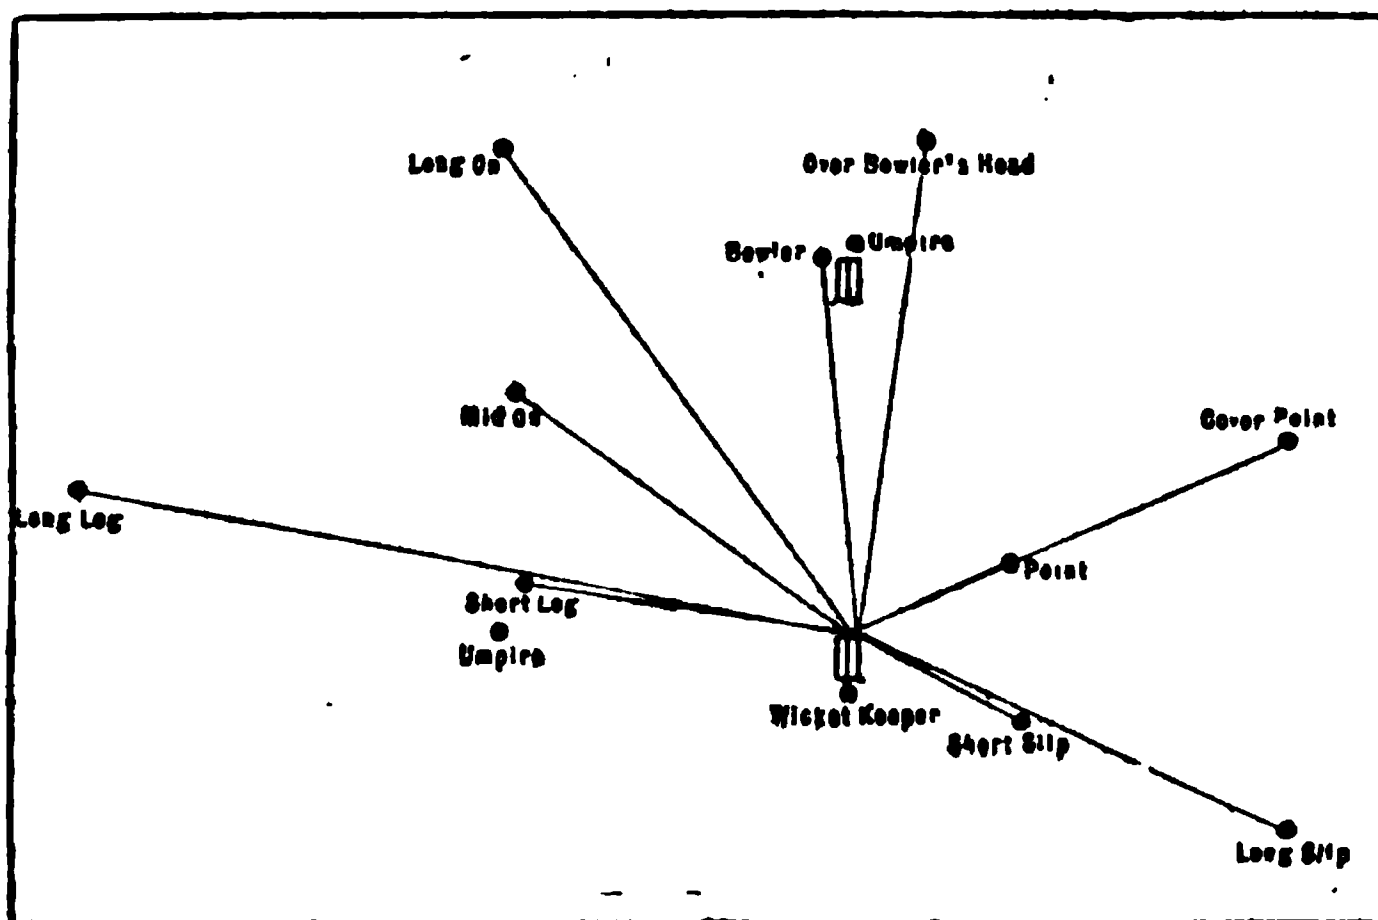 Long On
Over Bowler's Head
Bowler
Umpire
Mid On
Cover Point
Long Leg
Point
Short Leg
Umpire
Wicket Keeper
Short Slip
Long Slip